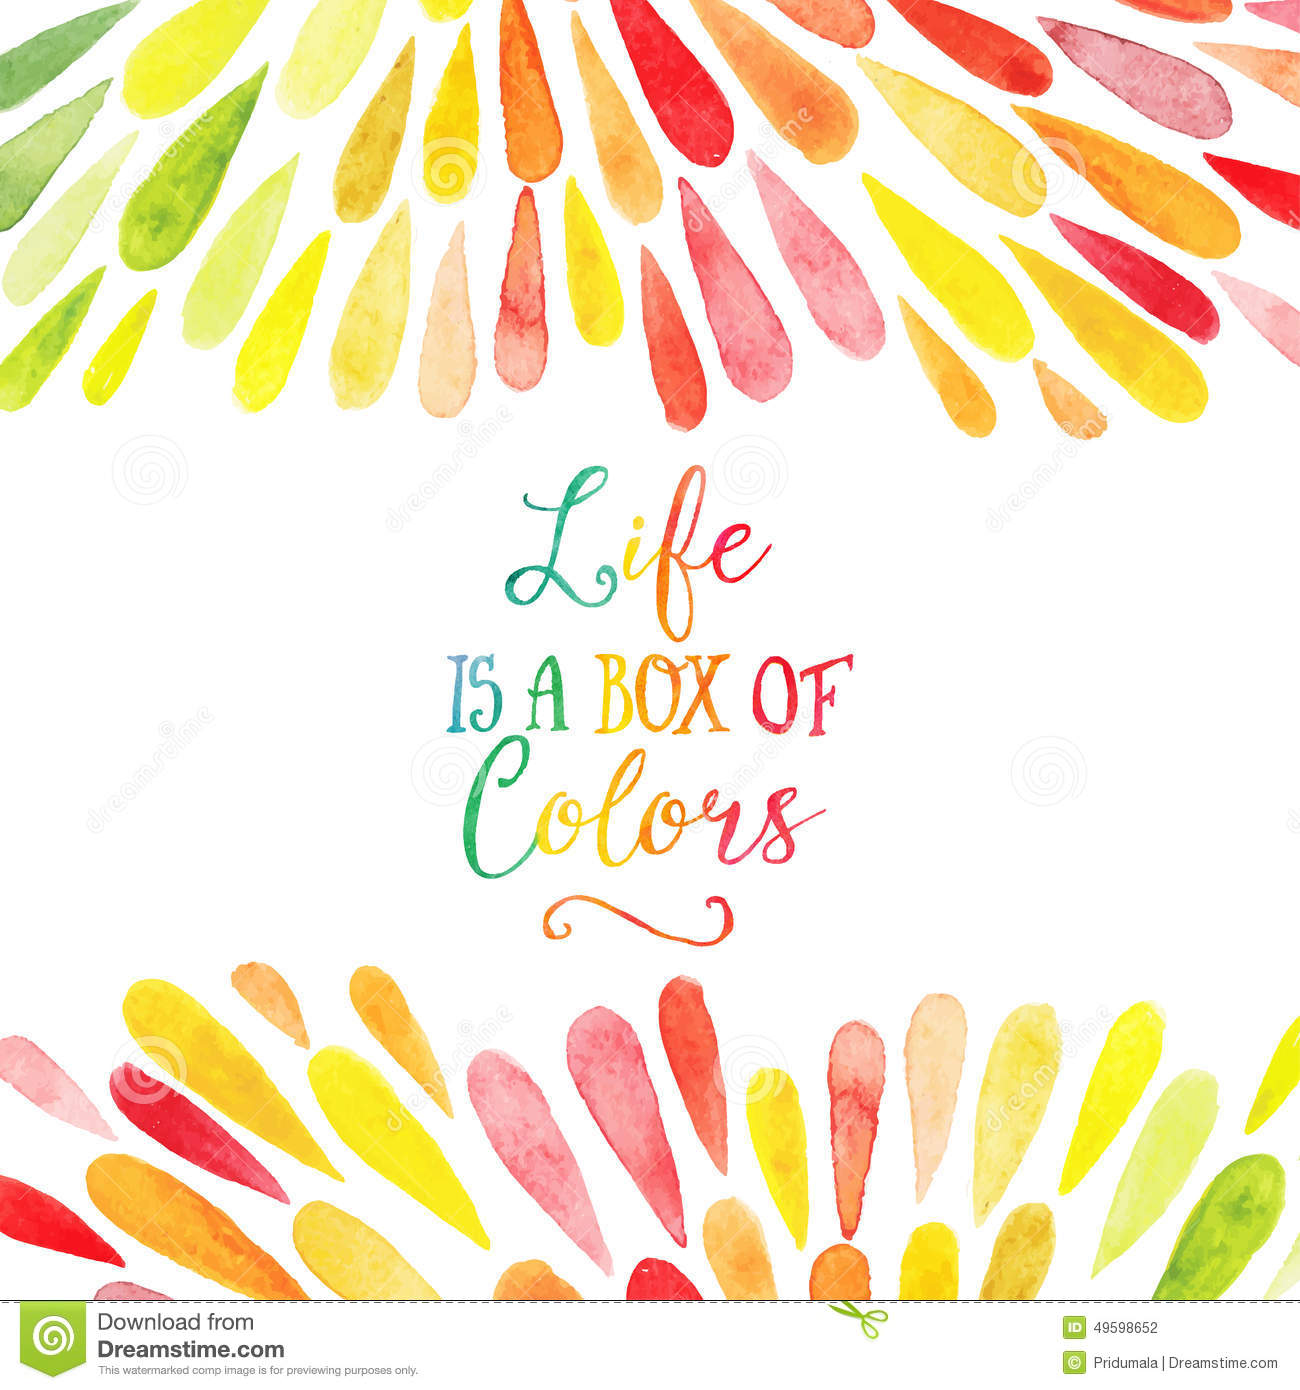 Life
IS A BOX OF
Colors
Download from
Dreamstime.com
This watermarked comp image is for previewing purposes only.
ID 49598652
© Pridumala | Dreamstime.com